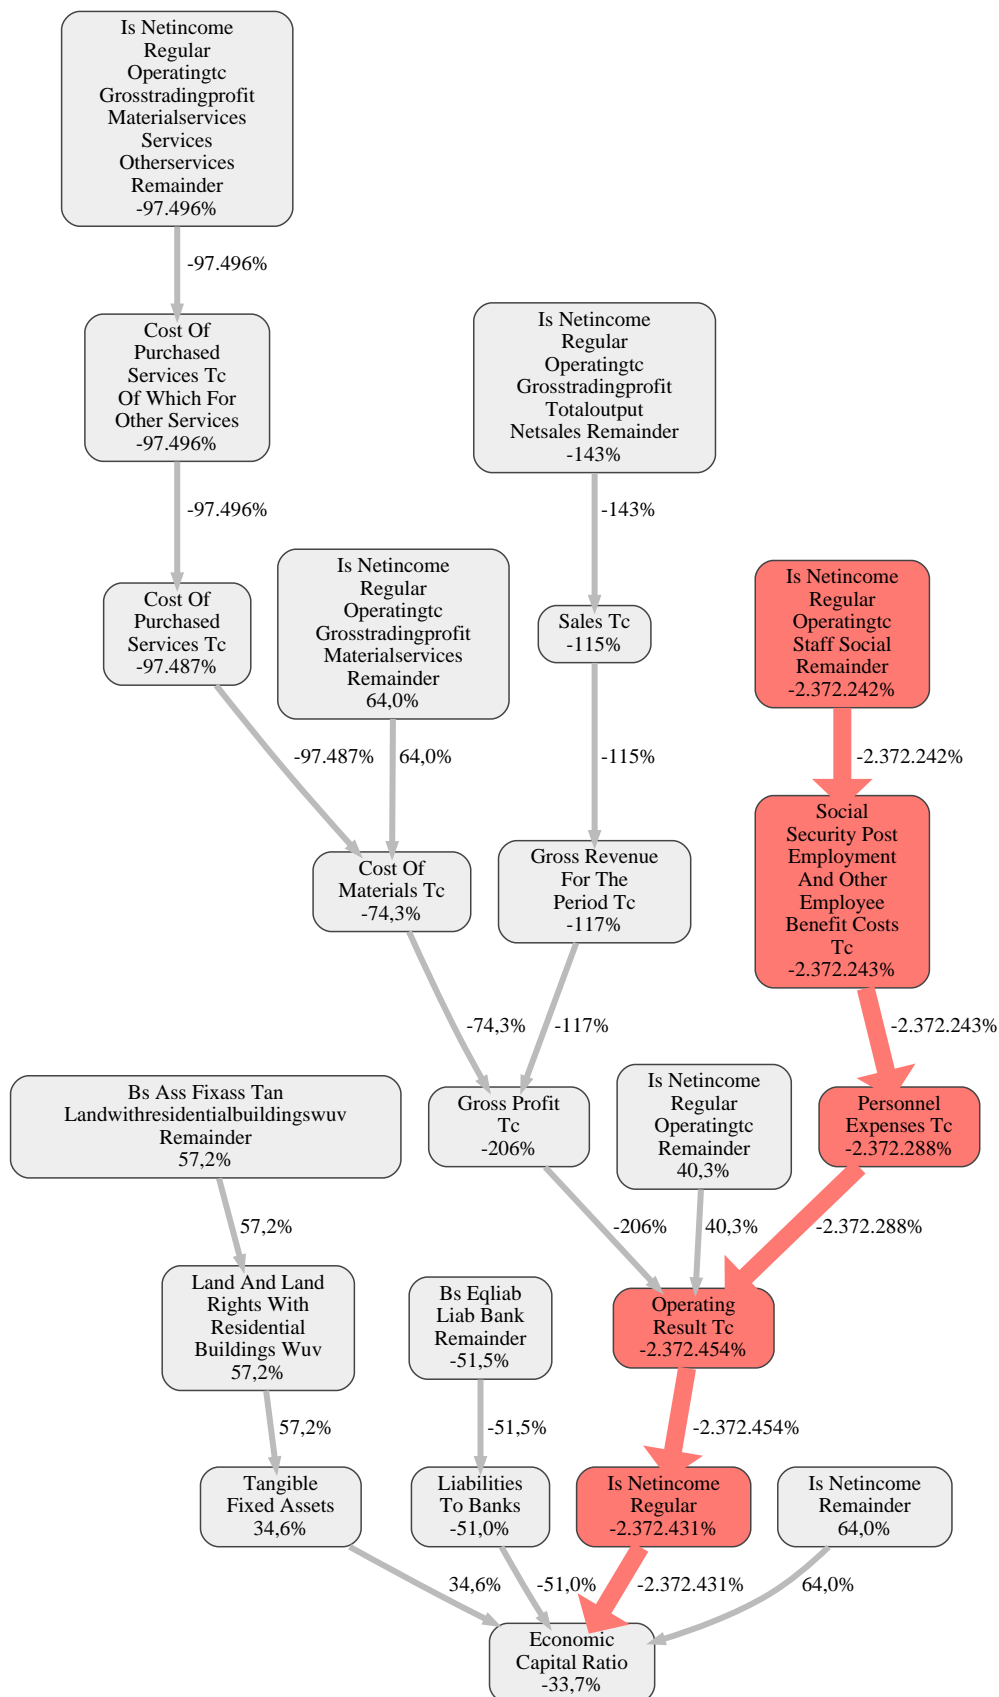 Is Netincome
Regular
Operatingtc
Grosstradingprofit
Materialservices
Services
Otherservices
Remainder
-97.496%
-97.496%
Cost Of
Purchased
Services Tc
Of Which For
Other Services
-97.496%
Is Netincome
Regular
Operatingtc
Grosstradingprofit
Totaloutput
Netsales Remainder
-143%
-97.496%
-143%
Cost Of
Purchased
Services Tc
-97.487%
Is Netincome
Regular
Operatingtc
Grosstradingprofit
Materialservices
Remainder
64,0%
Sales Tc
-115%
Is Netincome
Regular
Operatingtc
Staff Social
Remainder
-2.372.242%
-97.487%
64,0%
-115%
-2.372.242%
Cost Of
Materials Tc
-74,3%
Gross Revenue
For The
Period Tc
-117%
Social
Security Post
Employment
And Other
Employee
Benefit Costs
Tc
-2.372.243%
-74,3%
-117%
-2.372.243%
Bs Ass Fixass Tan
Landwithresidentialbuildingswuv
Remainder
57,2%
Gross Profit
Tc
-206%
Is Netincome
Regular
Operatingtc
Remainder
40,3%
Personnel
Expenses Tc
-2.372.288%
57,2%
-206%
40,3%
-2.372.288%
Land And Land
Rights With
Residential
Buildings Wuv
57,2%
Bs Eqliab
Liab Bank
Remainder
-51,5%
Operating
Result Tc
-2.372.454%
57,2%
-51,5%
-2.372.454%
Tangible
Fixed Assets
34,6%
Liabilities
To Banks
-51,0%
Is Netincome
Regular
-2.372.431%
Is Netincome
Remainder
64,0%
34,6%
-51,0%
-2.372.431%
64,0%
Economic
Capital Ratio
-33,7%